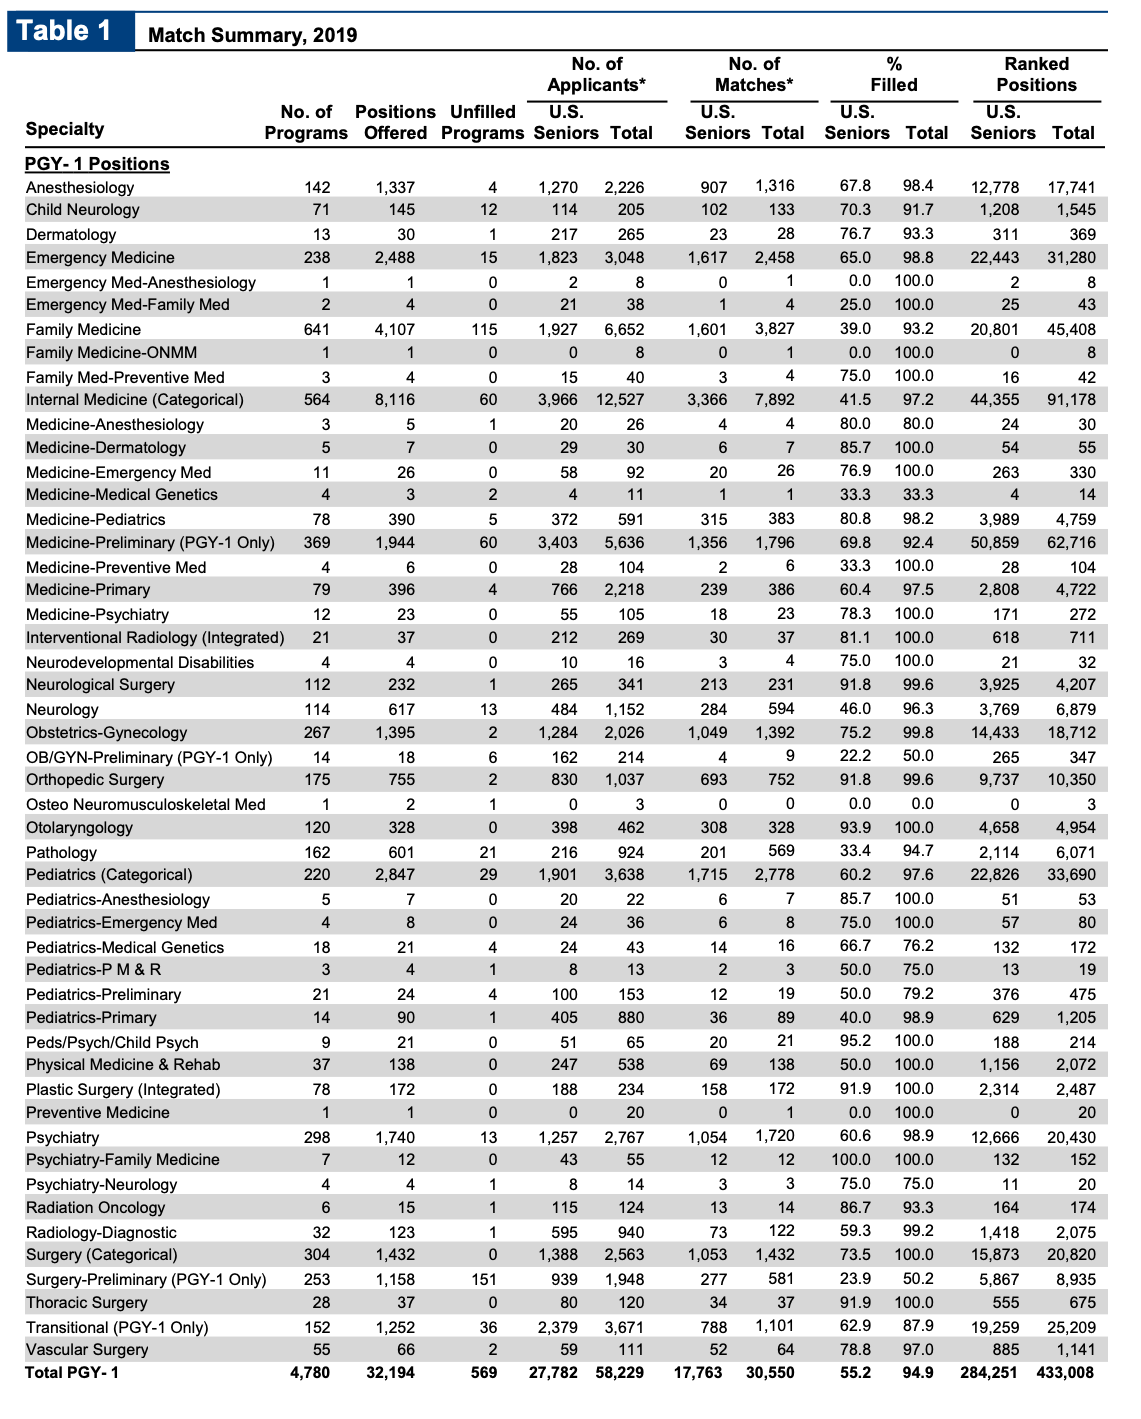 Table 1 Match Summary, 2019
No. of No. of % Ranked
Applicants* Matches* Filled Positions
No. of Positions Unfilled U.S. U.S. U.S. U.S.
Specialty Programs Offered Programs Seniors Total Seniors Total Seniors Total Seniors Total
PGY- 1 Positions
Anesthesiology 142 1,337 4 1,270 2,226 907 1,316 67.8 98.4 12,778 17,741
Child Neurology 71 145 12 114 205 102 133 70.3 91.7 1,208 1,545
Dermatology 13 30 1 217 265 23 28 76.7 93.3 311 369
Emergency Medicine 238 2,488 15 1,823 3,048 1,617 2,458 65.0 98.8 22,443 31,280
Emergency Med-Anesthesiology 1 1 0 2 8 0 1 0.0 100.0 2 8
Emergency Med-Family Med 2 4 0 21 38 1 4 25.0 100.0 25 43
Family Medicine 641 4,107 115 1,927 6,652 1,601 3,827 39.0 93.2 20,801 45,408
Family Medicine-ONMM 1 1 0 0 8 0 1 0.0 100.0 0 8
Family Med-Preventive Med 3 4 0 15 40 3 4 75.0 100.0 16 42
Internal Medicine (Categorical) 564 8,116 60 3,966 12,527 3,366 7,892 41.5 97.2 44,355 91,178
Medicine-Anesthesiology 3 5 1 20 26 4 4 80.0 80.0 24 30
Medicine-Dermatology 5 7 0 29 30 6 7 85.7 100.0 54 55
Medicine-Emergency Med 11 26 0 58 92 20 26 76.9 100.0 263 330
Medicine-Medical Genetics 4 3 2 4 11 1 1 33.3 33.3 4 14
Medicine-Pediatrics 78 390 5 372 591 315 383 80.8 98.2 3,989 4,759
Medicine-Preliminary (PGY-1 Only) 369 1,944 60 3,403 5,636 1,356 1,796 69.8 92.4 50,859 62,716
Medicine-Preventive Med 4 6 0 28 104 2 6 33.3 100.0 28 104
Medicine-Primary 79 396 4 766 2,218 239 386 60.4 97.5 2,808 4,722
Medicine-Psychiatry 12 23 0 55 105 18 23 78.3 100.0 171 272
Interventional Radiology (Integrated) 21 37 0 212 269 30 37 81.1 100.0 618 711
Neurodevelopmental Disabilities 4 4 0 10 16 3 4 75.0 100.0 21 32
Neurological Surgery 112 232 1 265 341 213 231 91.8 99.6 3,925 4,207
Neurology 114 617 13 484 1,152 284 594 46.0 96.3 3,769 6,879
Obstetrics-Gynecology 267 1,395 2 1,284 2,026 1,049 1,392 75.2 99.8 14,433 18,712
OB/GYN-Preliminary (PGY-1 Only) 14 18 6 162 214 4 9 22.2 50.0 265 347
Orthopedic Surgery 175 755 2 830 1,037 693 752 91.8 99.6 9,737 10,350
Osteo Neuromusculoskeletal Med 1 2 1 0 3 0 0 0.0 0.0 0 3
Otolaryngology 120 328 0 398 462 308 328 93.9 100.0 4,658 4,954
Pathology 162 601 21 216 924 201 569 33.4 94.7 2,114 6,071
Pediatrics (Categorical) 220 2,847 29 1,901 3,638 1,715 2,778 60.2 97.6 22,826 33,690
Pediatrics-Anesthesiology 5 7 0 20 22 6 7 85.7 100.0 51 53
Pediatrics-Emergency Med 4 8 0 24 36 6 8 75.0 100.0 57 80
Pediatrics-Medical Genetics 18 21 4 24 43 14 16 66.7 76.2 132 172
Pediatrics-P M & R 3 4 1 8 13 2 3 50.0 75.0 13 19
Pediatrics-Preliminary 21 24 4 100 153 12 19 50.0 79.2 376 475
Pediatrics-Primary 14 90 1 405 880 36 89 40.0 98.9 629 1,205
Peds/Psych/Child Psych 9 21 0 51 65 20 21 95.2 100.0 188 214
Physical Medicine & Rehab 37 138 0 247 538 69 138 50.0 100.0 1,156 2,072
Plastic Surgery (Integrated) 78 172 0 188 234 158 172 91.9 100.0 2,314 2,487
Preventive Medicine 1 1 0 0 20 0 1 0.0 100.0 0 20
Psychiatry 298 1,740 13 1,257 2,767 1,054 1,720 60.6 98.9 12,666 20,430
Psychiatry-Family Medicine 7 12 0 43 55 12 12 100.0 100.0 132 152
Psychiatry-Neurology 4 4 1 8 14 3 3 75.0 75.0 11 20
Radiation Oncology 6 15 1 115 124 13 14 86.7 93.3 164 174
Radiology-Diagnostic 32 123 1 595 940 73 122 59.3 99.2 1,418 2,075
Surgery (Categorical) 304 1,432 0 1,388 2,563 1,053 1,432 73.5 100.0 15,873 20,820
Surgery-Preliminary (PGY-1 Only) 253 1,158 151 939 1,948 277 581 23.9 50.2 5,867 8,935
Thoracic Surgery 28 37 0 80 120 34 37 91.9 100.0 555 675
Transitional (PGY-1 Only) 152 1,252 36 2,379 3,671 788 1,101 62.9 87.9 19,259 25,209
Vascular Surgery 55 66 2 59 111 52 64 78.8 97.0 885 1,141
Total PGY- 1 4,780 32,194 569 27,782 58,229 17,763 30,550 55.2 94.9 284,251 433,008